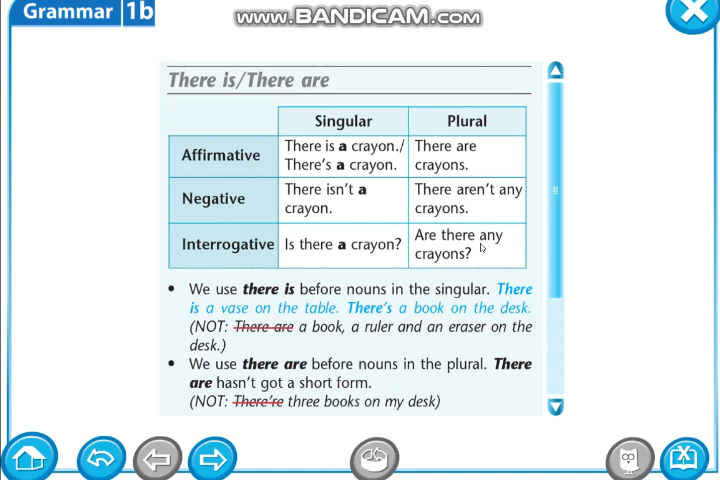 Grammar 1b
www.BANDICAM.com
There is/There are
Singular Plural
Affirmative There is a crayon./ There's a crayon. There are crayons.
Negative There isn't a crayon. There aren't any crayons.
Interrogative Is there a crayon? Are there any crayons?
• We use there is before nouns in the singular. There
is a vase on the table. There's a book on the desk.
(NOT: There are a book, a ruler and an eraser on the
desk.)
• We use there are before nouns in the plural. There
are hasn't got a short form.
(NOT: There're three books on my desk)